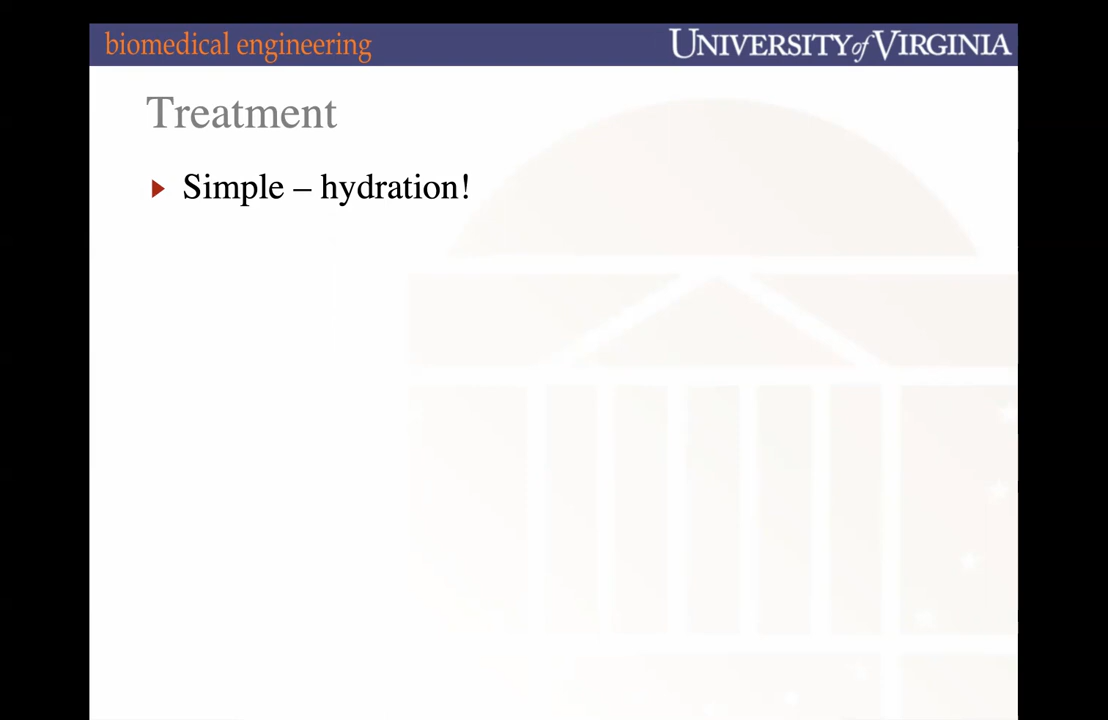 biomedical engineering
UNIVERSITY of VIRGINIA
Treatment
Simple – hydration!